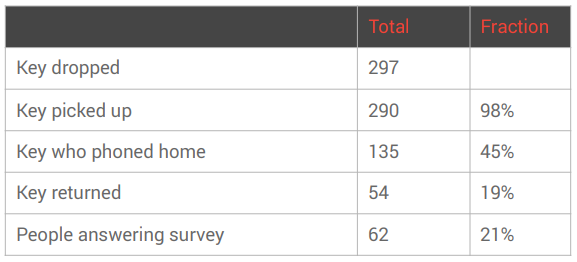 Total Fraction
Key dropped 297
Key picked up 290 98%
Key who phoned home 135 45%
Key returned 54 19%
People answering survey 62 21%